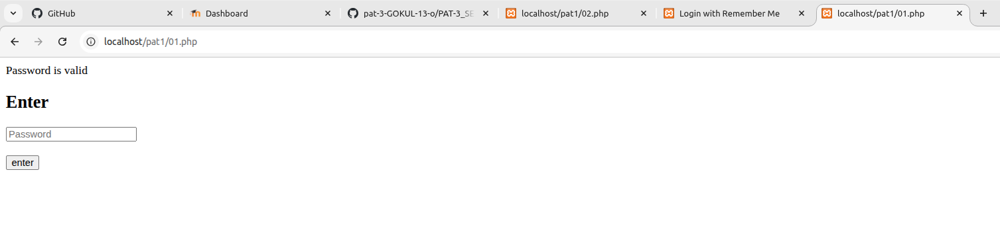 GitHub
Dashboard
pat-3-GOKUL-13-o/PAT-3_SE
localhost/pat1/02.php
Login with Remember Me
localhost/pat1/01.php
localhost/pat1/01.php
Password is valid
Enter
Password
enter